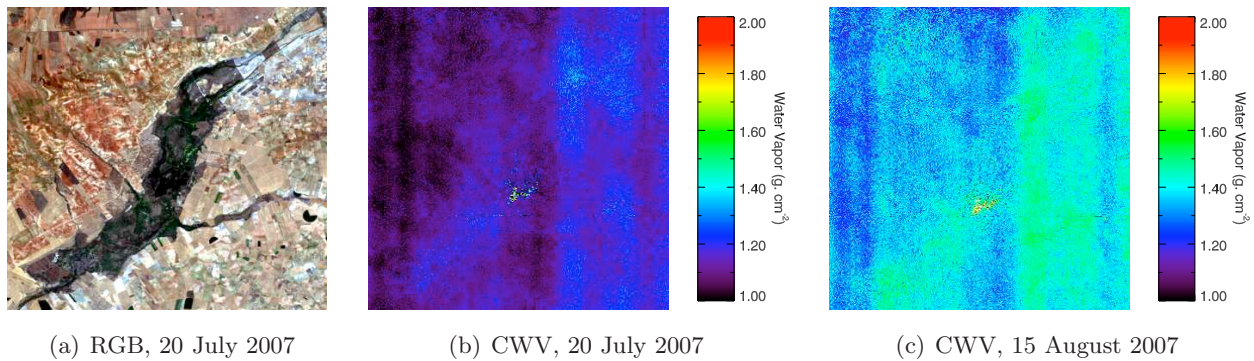 2.00
1.80
1.60
1.40
1.20
1.00
Water Vapor (g. cm⁻²)
2.00
1.80
1.60
1.40
1.20
1.00
Water Vapor (g. cm⁻²)
(a) RGB, 20 July 2007
(b) CWV, 20 July 2007
(c) CWV, 15 August 2007